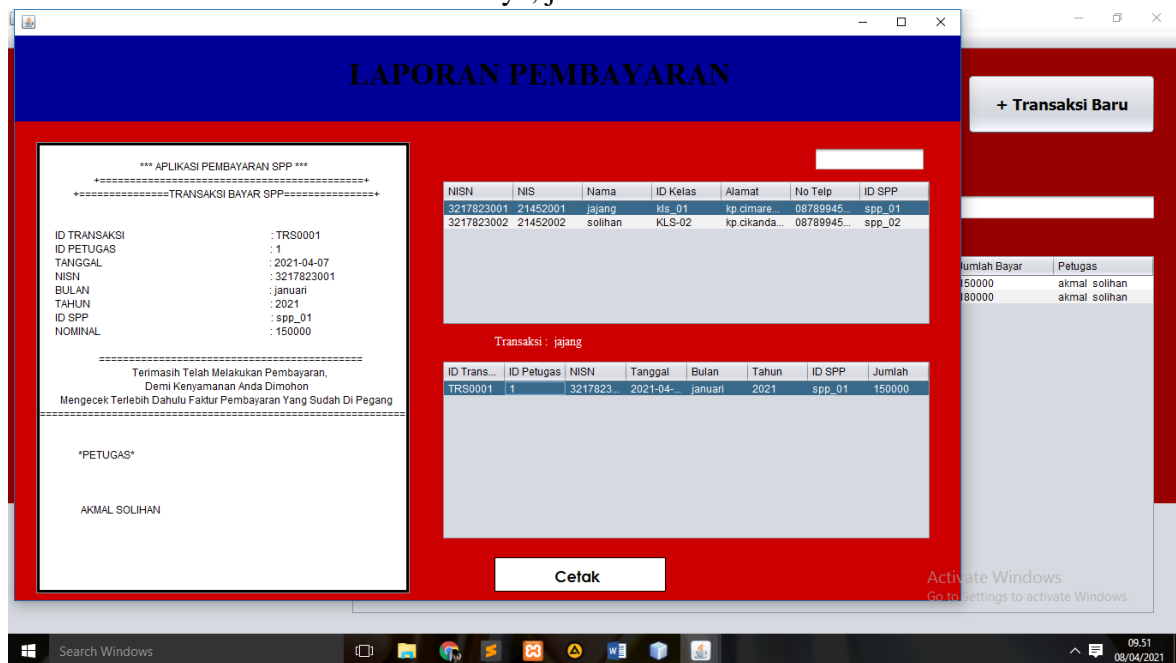 LAPORAN PEMBAYARAN
+ Transaksi Baru
*** APLIKASI PEMBAYARAN SPP ***
+============================================+
+===============TRANSAKSI BAYAR SPP===============+
ID TRANSAKSI : TRS0001
ID PETUGAS : 1
TANGGAL : 2021-04-07
NISN : 3217823001
BULAN : januari
TAHUN : 2021
ID SPP : spp_01
NOMINAL : 150000
============================================
Terimasih Telah Melakukan Pembayaran,
Demi Kenyamanan Anda Dimohon
Mengecek Terlebih Dahulu Faktur Pembayaran Yang Sudah Di Pegang
=============================================================
*PETUGAS*
AKMAL SOLIHAN
NISN NIS Nama ID Kelas Alamat No Telp ID SPP
3217823001 21452001 jajang kls_01 kp.cimare... 08789945... spp_01
3217823002 21452002 solihan KLS-02 kp.cikanda... 08789945... spp_02
Transaksi : jajang
ID Trans... ID Petugas NISN Tanggal Bulan Tahun ID SPP Jumlah
TRS0001 1 3217823... 2021-04-... januari 2021 spp_01 150000
Cetak
Jumlah Bayar Petugas
150000 akmal solihan
180000 akmal solihan
Activate Windows
Go to Settings to activate Windows.
Search Windows
09.51
08/04/2021